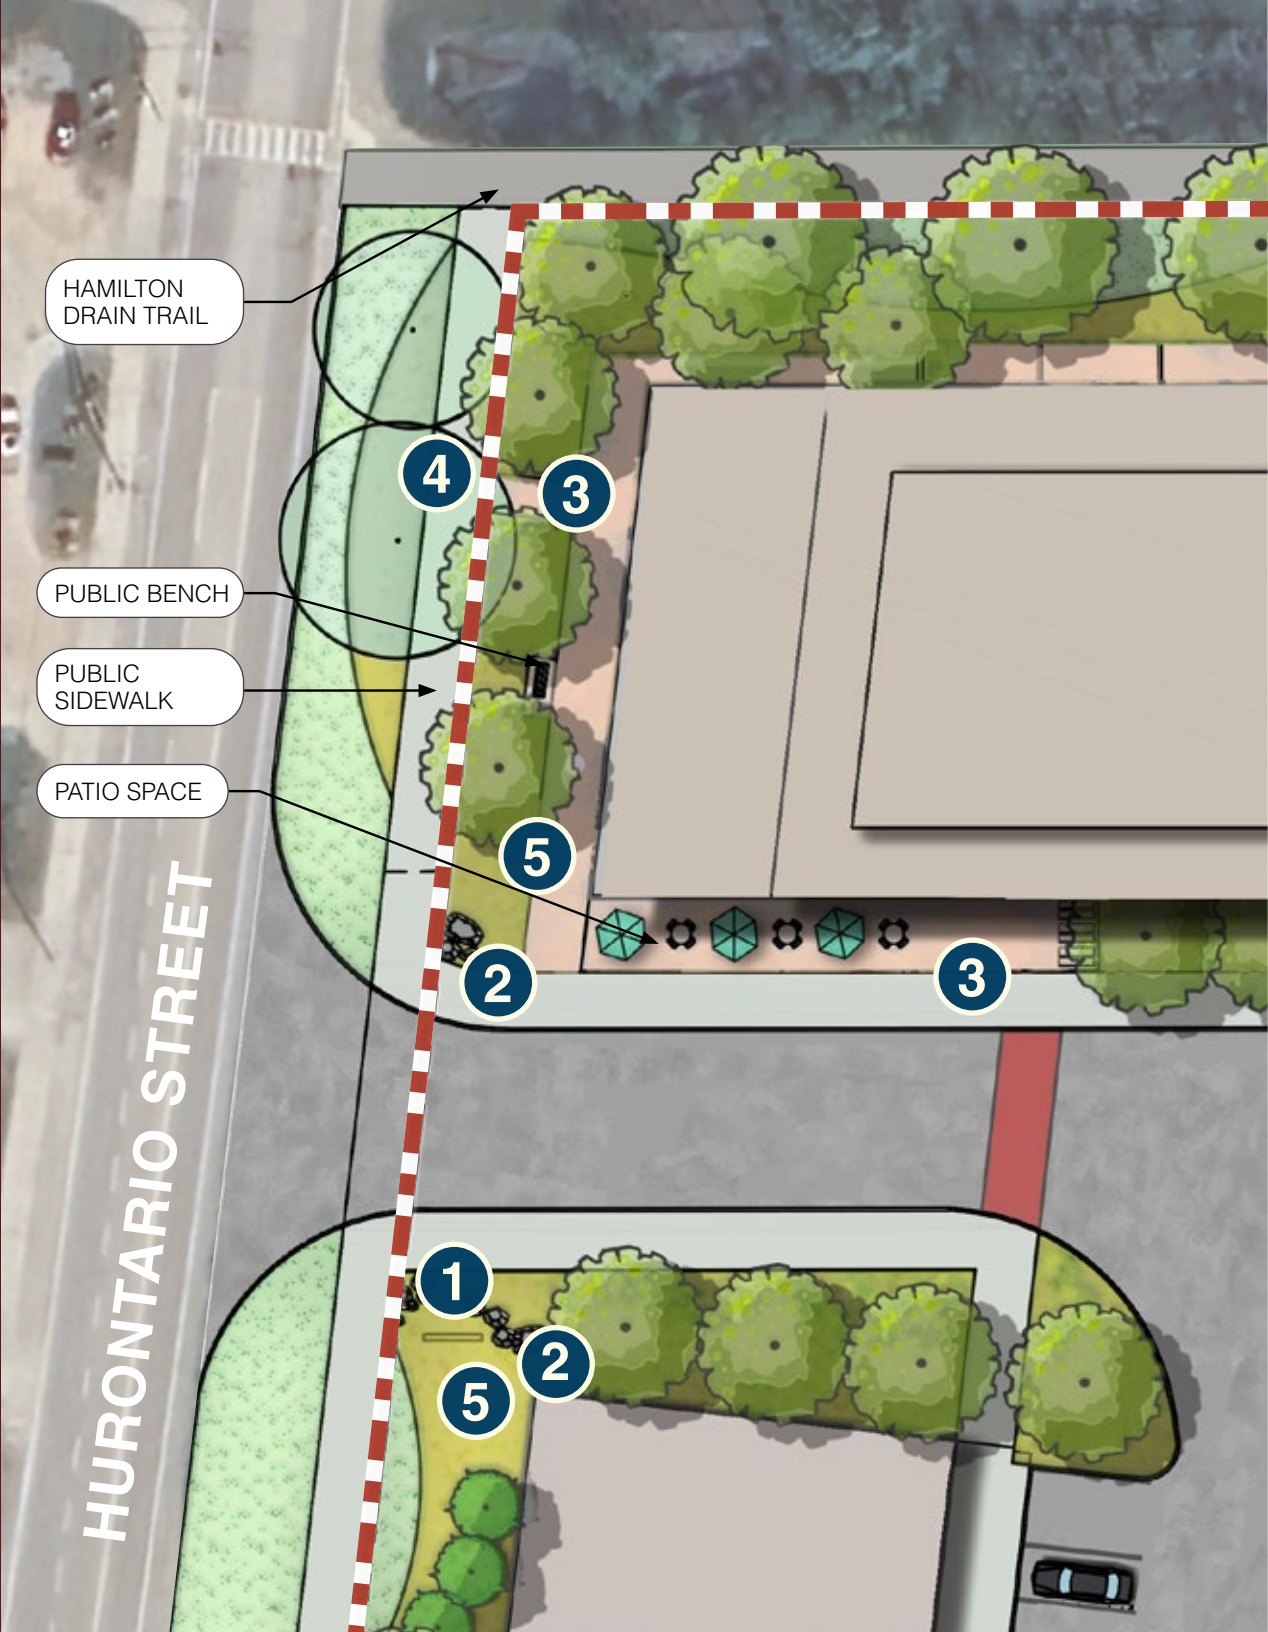 HAMILTON
DRAIN TRAIL
4
3
PUBLIC BENCH
PUBLIC
SIDEWALK
PATIO SPACE
5
2
3
HURONTARIO STREET
1
2
5